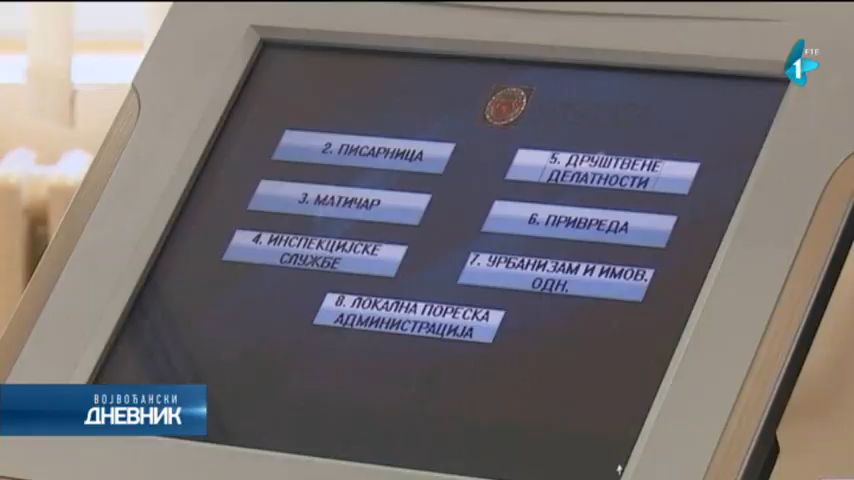 2. ПИСАРНИЦА
3. МАТИЧАР
4. ИНСПЕКЦИЈСКЕ
СЛУЖБЕ
5. ДРУШТВЕНЕ
ДЕЛАТНОСТИ
6. ПРИВРЕДА
7. УРБАНИЗАМ И ИМОВ.
ОДН.
8. ЛОКАЛНА ПОРЕСКА
АДМИНИСТРАЦИЈА
1
ВОЈВОЂАНСКИ
ДНЕВНИК